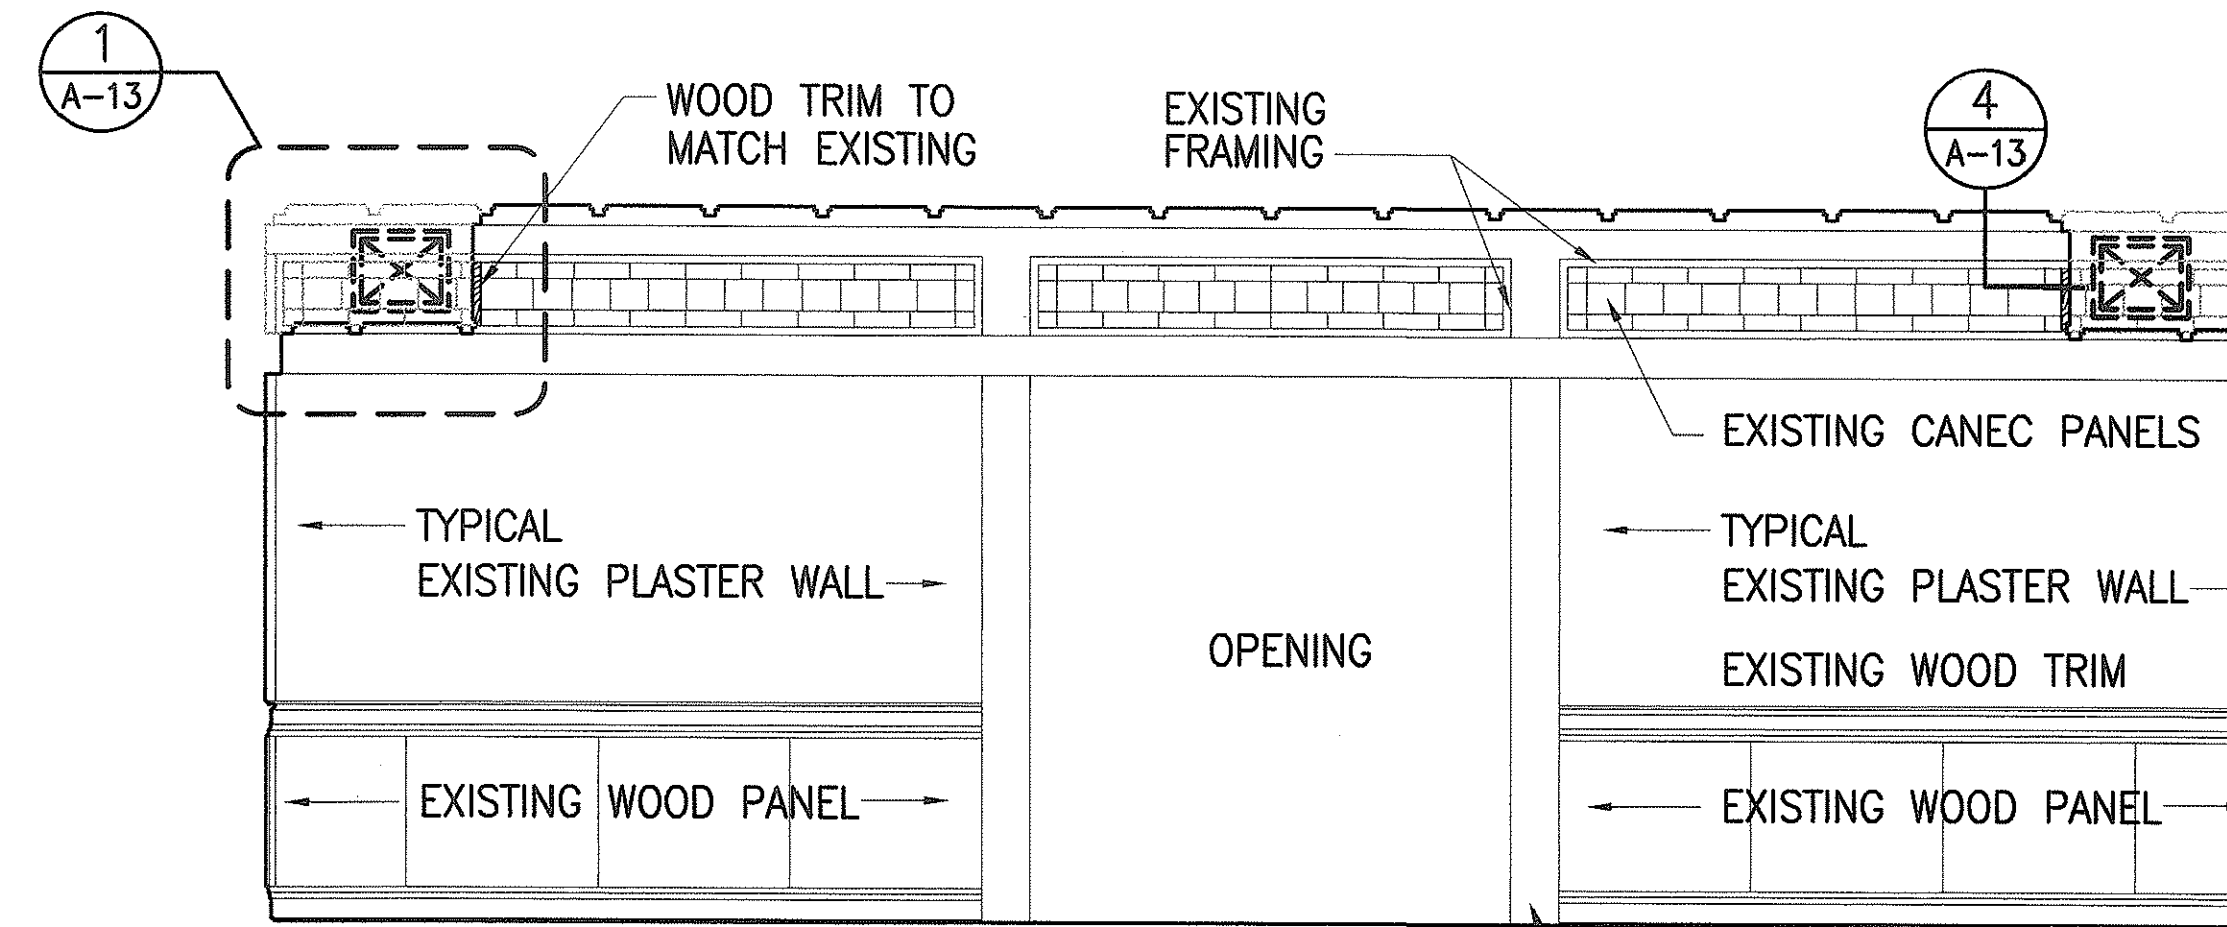 1
A-13
WOOD TRIM TO
MATCH EXISTING
EXISTING
FRAMING
4
A-13
EXISTING CANEC PANELS
TYPICAL
EXISTING PLASTER WALL
TYPICAL
EXISTING PLASTER WALL
OPENING
EXISTING WOOD TRIM
EXISTING WOOD PANEL
EXISTING WOOD PANEL